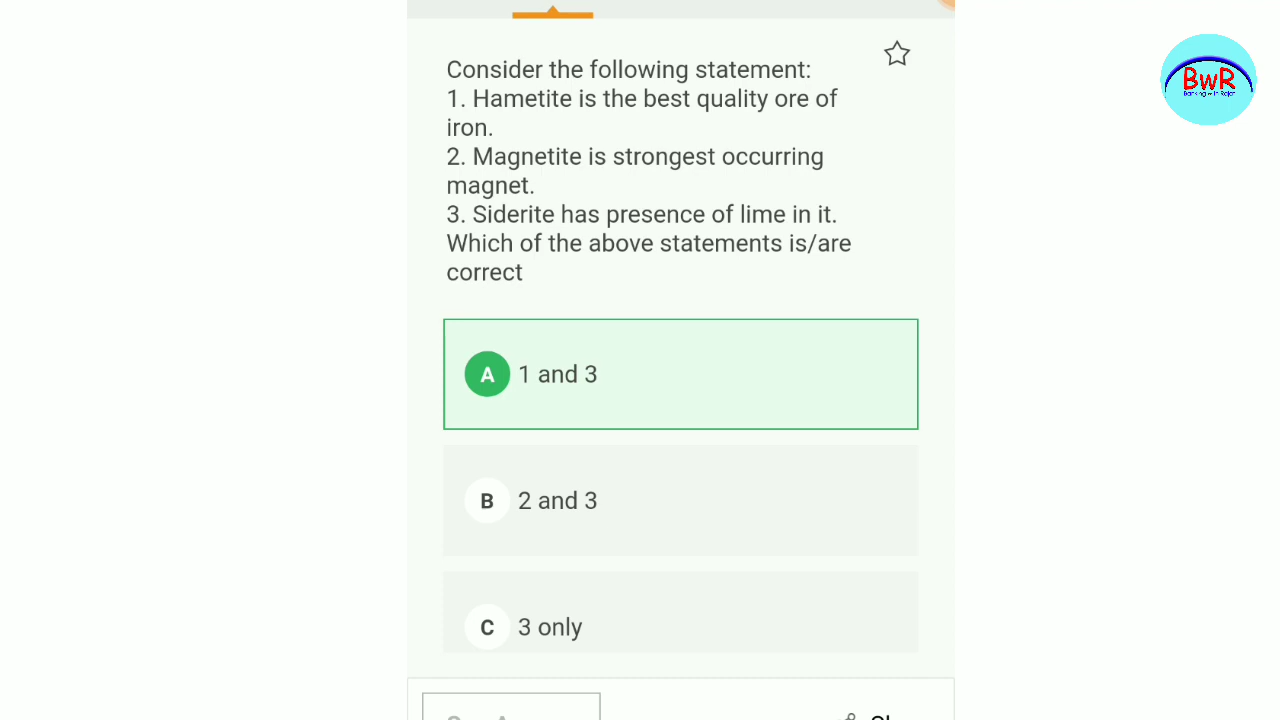 Consider the following statement:
1. Hametite is the best quality ore of
iron.
2. Magnetite is strongest occurring
magnet.
3. Siderite has presence of lime in it.
Which of the above statements is/are
correct
A 1 and 3
B 2 and 3
C 3 only
BWR